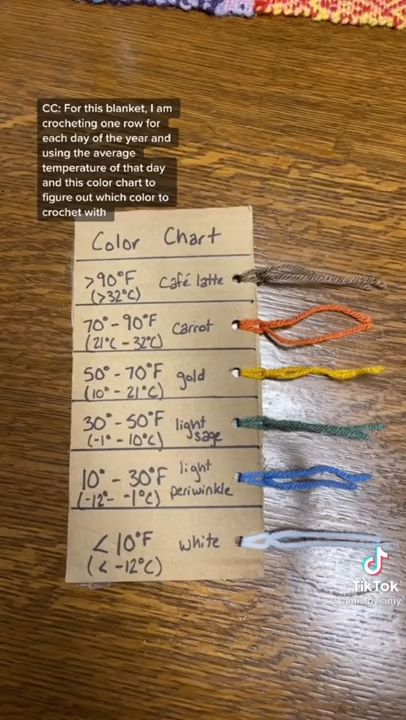 CC: For this blanket, I am
crocheting one row for
each day of the year and
using the average
temperature of that day
and this color chart to
figure out which color to
crochet with
Color Chart
>90°F café latte
(>32°C)
70°-90°F carrot
(21°C-32°C)
50°-70°F gold
(10°-21°C)
30°-50°F light
(-1°-10°C) sage
10°-30°F light
(-12°--1°C) periwinkle
<10°F white
(<-12°C)
TikTok